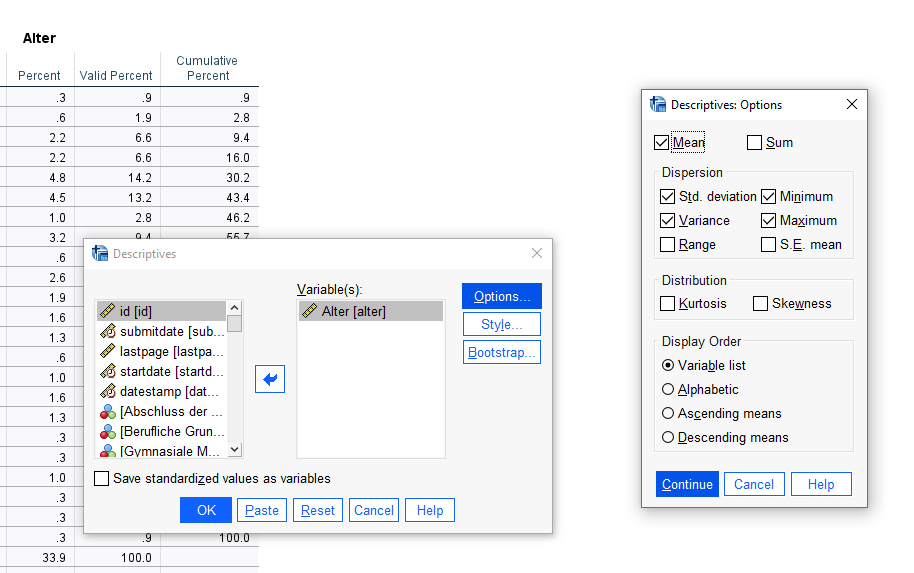 Alter
Percent Valid Percent Cumulative Percent
.3 .9 .9
.6 1.9 2.8
2.2 6.6 9.4
2.2 6.6 16.0
4.8 14.2 30.2
4.5 13.2 43.4
1.0 2.8 46.2
3.2 9.4 55.7
.6
2.6
1.9
1.6
1.3
.6
1.0
1.6
1.3
.3
.3
1.0
.3
.3
.3 .9 100.0
33.9 100.0
Descriptives
id [id]
submitdate [sub...
lastpage [lastpa...
startdate [startd...
datestamp [dat...
[Abschluss der ...
[Berufliche Grun...
[Gymnasiale M...
Variable(s):
Alter [alter]
Options...
Style...
Bootstrap...
Save standardized values as variables
OK Paste Reset Cancel Help
Descriptives: Options
Mean Sum
Dispersion
Std. deviation Minimum
Variance Maximum
Range S.E. mean
Distribution
Kurtosis Skewness
Display Order
Variable list
Alphabetic
Ascending means
Descending means
Continue Cancel Help